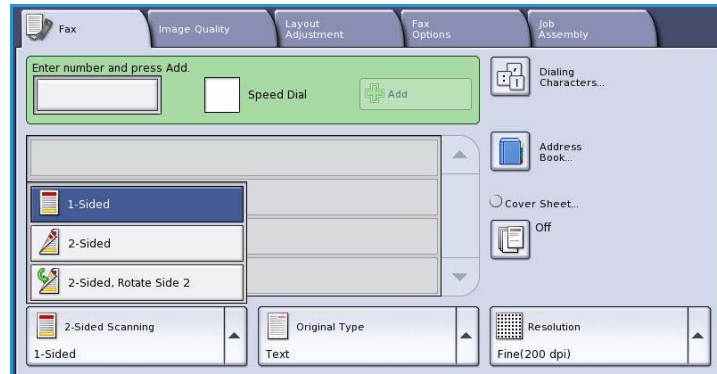 Fax
Image Quality
Layout
Adjustment
Fax
Options
Job
Assembly
Enter number and press Add.
Speed Dial
Add
Dialing
Characters...
Address
Book...
Cover Sheet...
Off
1-Sided
2-Sided
2-Sided, Rotate Side 2
2-Sided Scanning
1-Sided
Original Type
Text
Resolution
Fine(200 dpi)